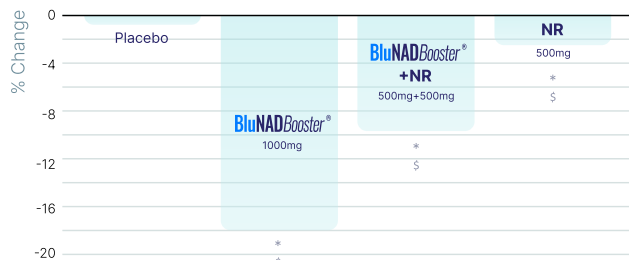 % Change
0
-4
-8
-12
-16
-20
Placebo
BluNADBooster®
1000mg
*
BluNADBooster®
+NR
500mg+500mg
*
$
NR
500mg
*
$